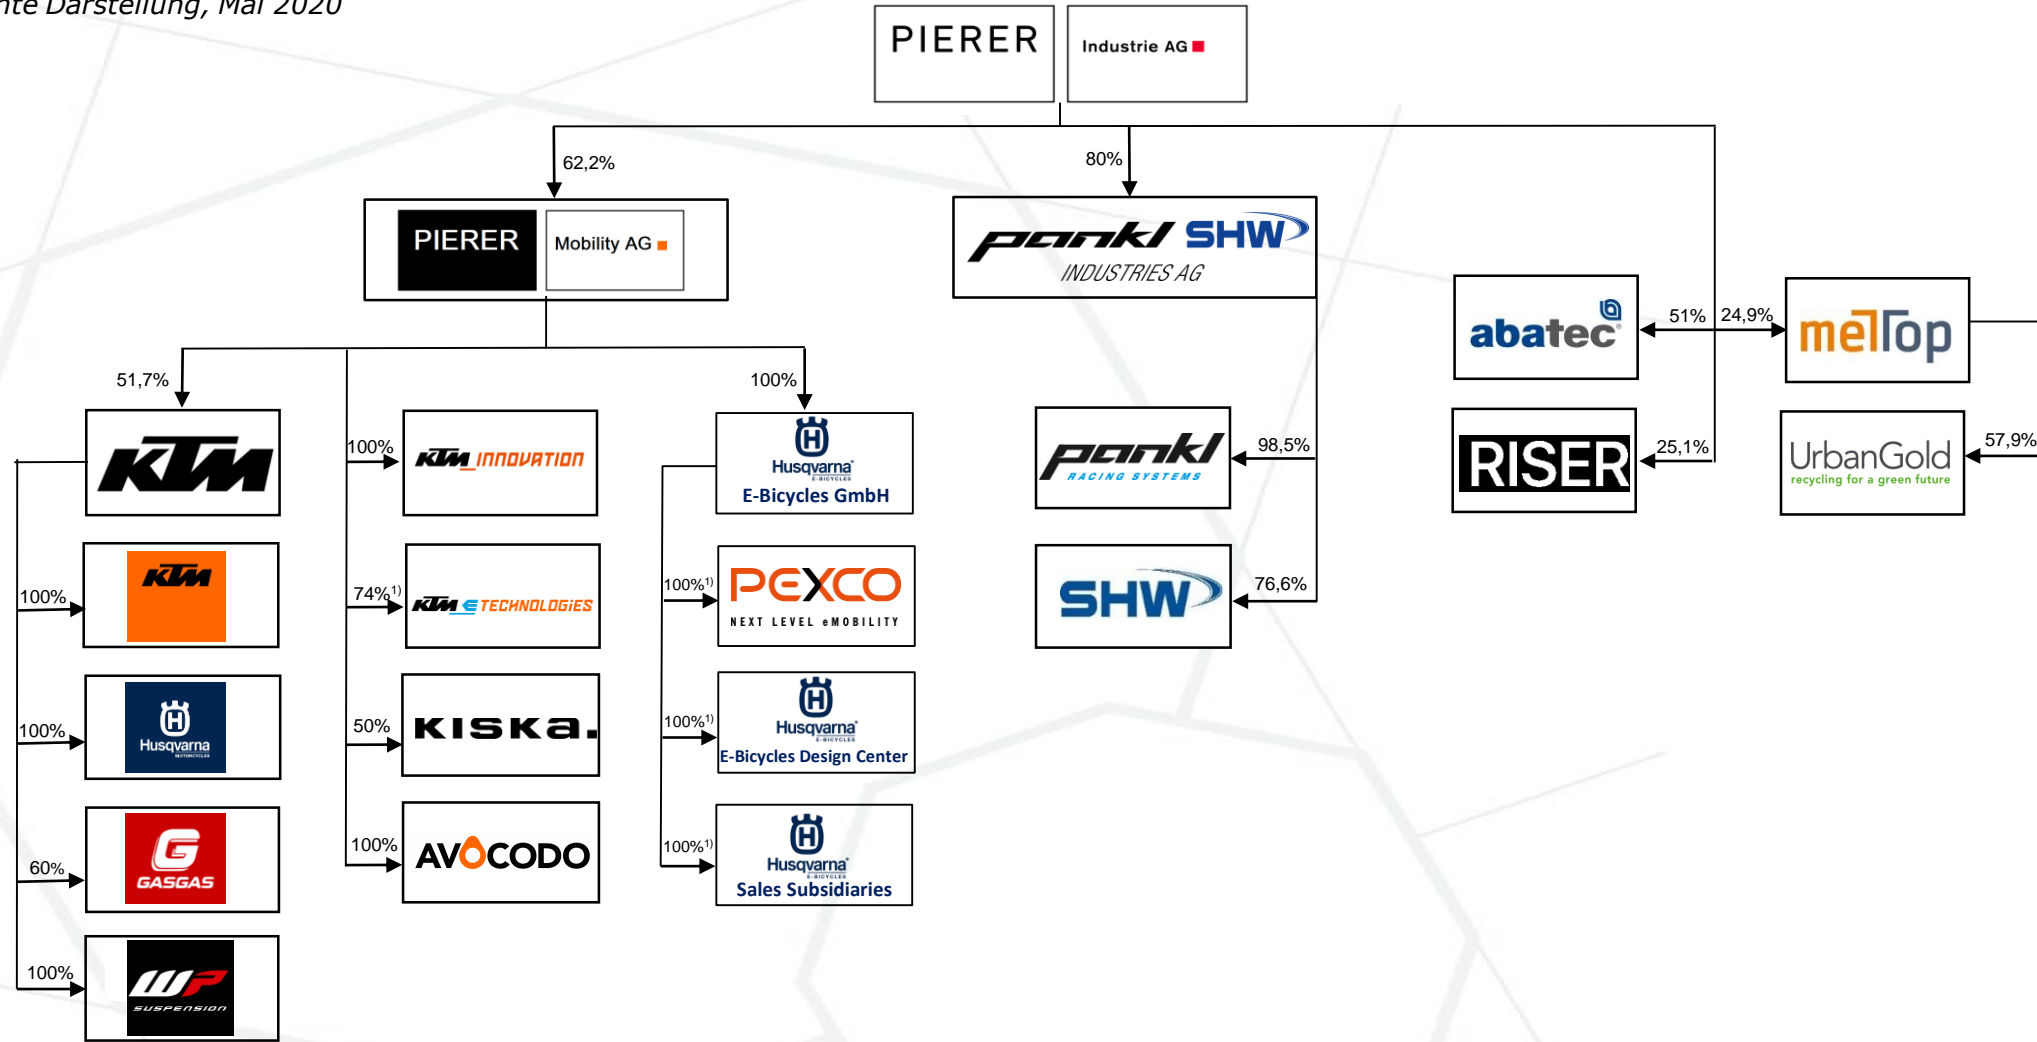 Darstellung, Mai 2020
PIERER
Industrie AG
62,2%
80%
PIERER
Mobility AG
pankl SHW
INDUSTRIES AG
abatec
51%
24,9%
melTop
51,7%
100%
KTM
100%
KTM_INNOVATION
Husqvarna
E-BICYCLES
E-Bicycles GmbH
pankl
RACING SYSTEMS
98,5%
RISER
25,1%
UrbanGold
recycling for a green future
57,9%
100%
KTM
74%1)
KTM E TECHNOLOGIES
100%1)
PEXCO
NEXT LEVEL eMOBILITY
SHW
76,6%
100%
Husqvarna
MOTORCYCLES
50%
KISKA.
100%1)
Husqvarna
E-BICYCLES
E-Bicycles Design Center
60%
GASGAS
100%
AVOCODO
100%1)
Husqvarna
E-BICYCLES
Sales Subsidiaries
100%
WP
SUSPENSION